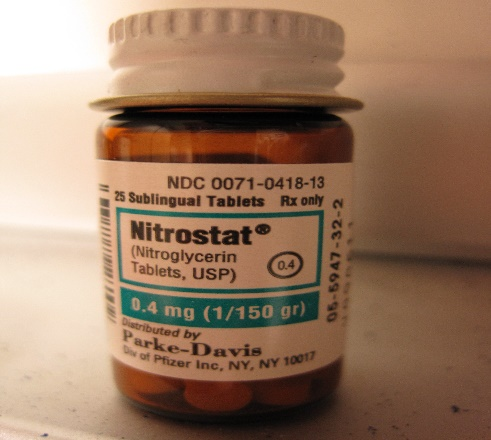 NDC 0071-0418-13
25 Sublingual Tablets Rx only
Nitrostat®
(Nitroglycerin
Tablets, USP)
0.4
0.4 mg (1/150 gr)
Distributed by
Parke-Davis
Div of Pfizer Inc, NY, NY 10017
05-5947-32-2